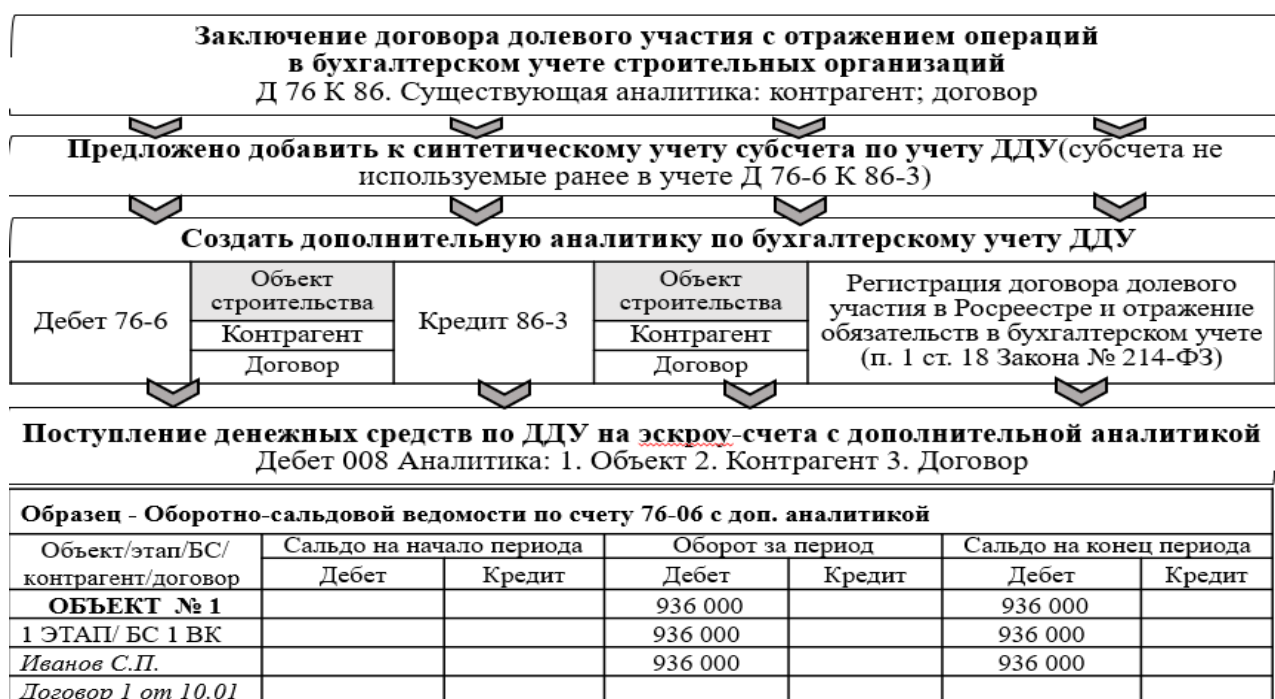 Заключение договора долевого участия с отражением операций
в бухгалтерском учете строительных организаций
Д 76 К 86. Существующая аналитика: контрагент; договор
Предложено добавить к синтетическому учету субсчета по учету ДДУ(субсчета не
используемые ранее в учете Д 76-6 К 86-3)
Создать дополнительную аналитику по бухгалтерскому учету ДДУ
Дебет 76-6
Объект
строительства
Контрагент
Договор
Кредит 86-3
Объект
строительства
Контрагент
Договор
Регистрация договора долевого
участия в Росреестре и отражение
обязательств в бухгалтерском учете
(п. 1 ст. 18 Закона № 214-ФЗ)
Поступление денежных средств по ДДУ на эскроу-счета с дополнительной аналитикой
Дебет 008 Аналитика: 1. Объект 2. Контрагент 3. Договор
Образец - Оборотно-сальдовой ведомости по счету 76-06 с доп. аналитикой
Объект/этап/БС/
контрагент/договор
Сальдо на начало периода Оборот за период Сальдо на конец периода
Дебет Кредит Дебет Кредит Дебет Кредит
ОБЪЕКТ № 1 936 000 936 000
1 ЭТАП/ БС 1 ВК 936 000 936 000
Иванов С.П. 936 000 936 000
Договор 1 от 10.01